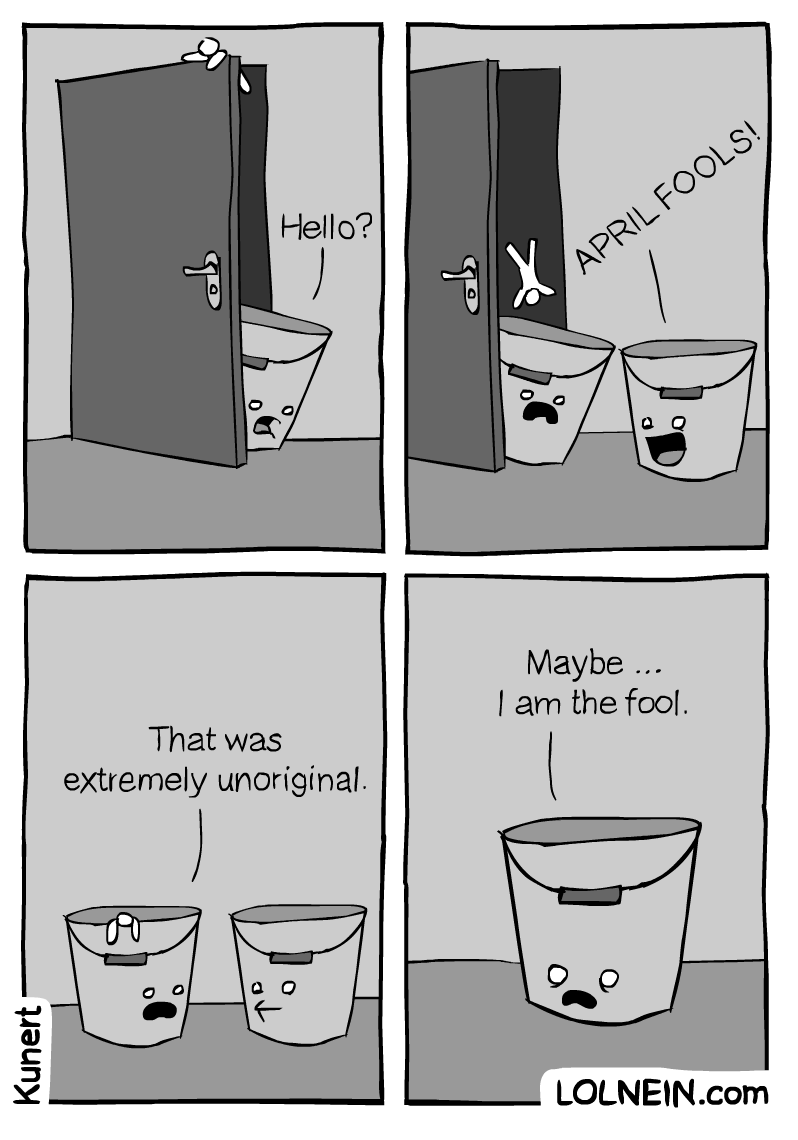 Hello?
APRIL FOOLS!
That was
extremely unoriginal.
Maybe ...
I am the fool.
Kunert
LOLNEIN.com